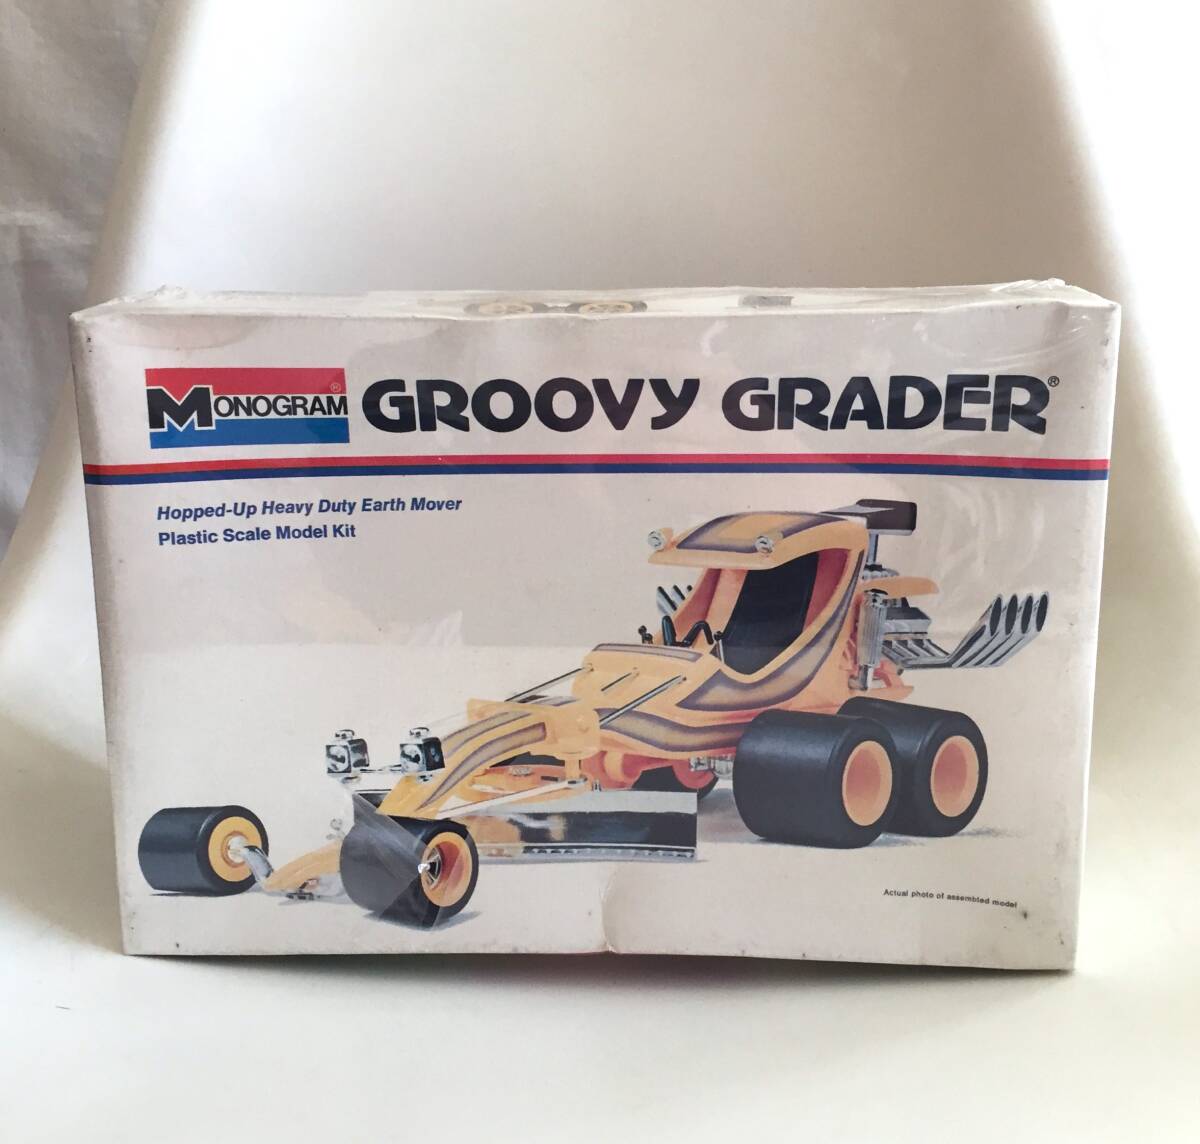 MONOGRAM® GROOVY GRADER®
Hopped-Up Heavy Duty Earth Mover
Plastic Scale Model Kit
Actual photo of assembled model